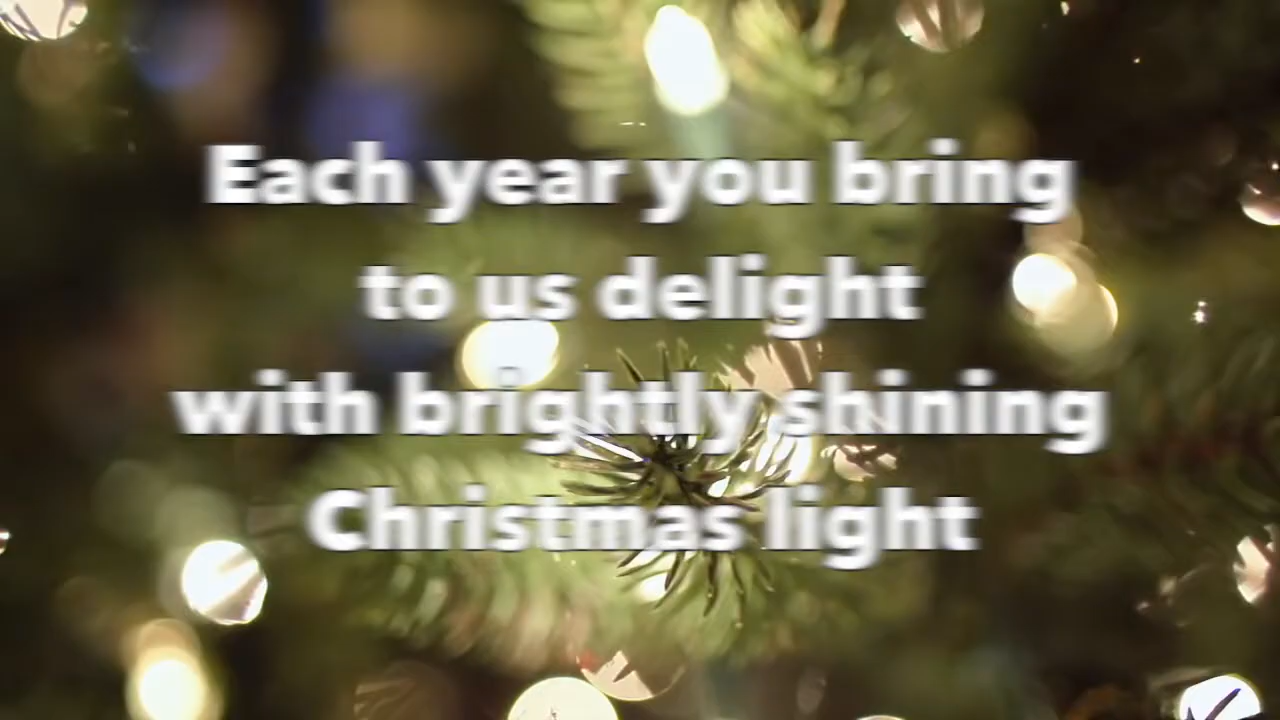 Each year you bring
to us delight
with brightly shining
Christmas light